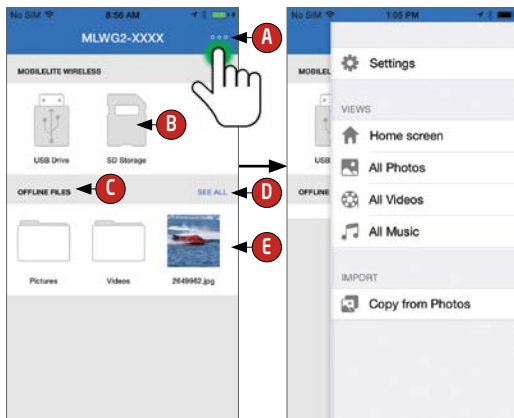 No SIM 8:56 AM
MLWG2-XXXX
A
MOBILELITE WIRELESS
B
USB Drive SD Storage
C
OFFLINE FILES SEE ALL
D
E
Pictures Videos 2649962.jpg
No SIM 1:05 PM
MOBILEL
Settings
VIEWS
Home screen
USB
All Photos
OFFLINE
All Videos
All Music
IMPORT
Copy from Photos